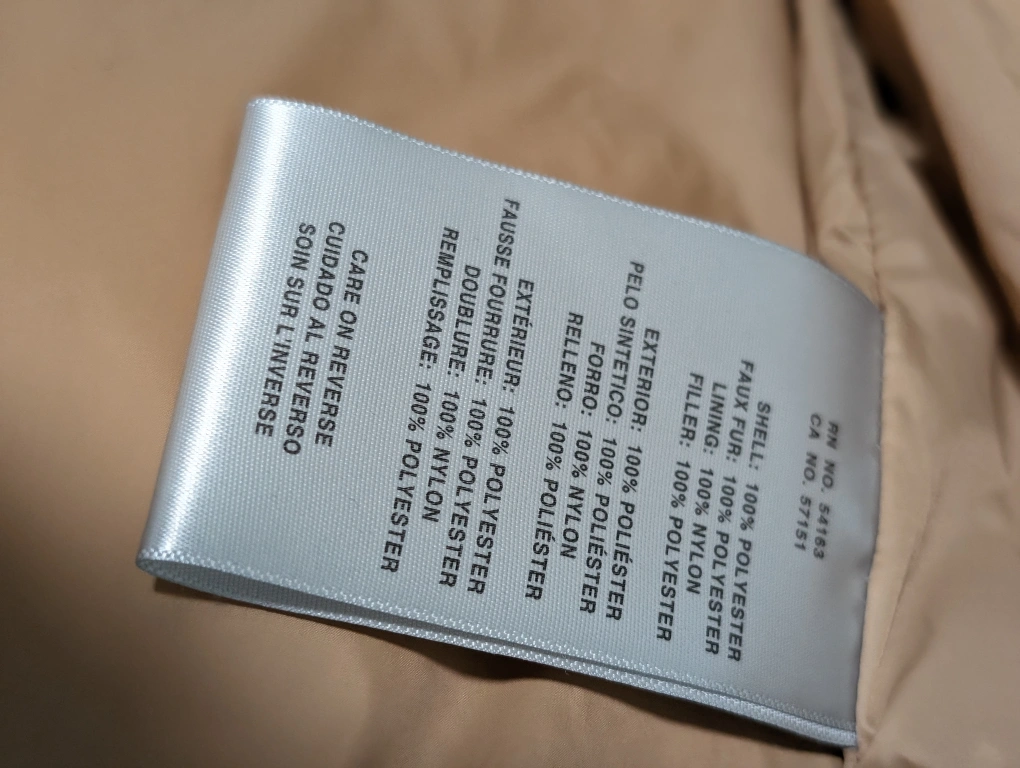 RN NO. 54163
CA NO. 57151
SHELL: 100% POLYESTER
FAUX FUR: 100% POLYESTER
LINING: 100% NYLON
FILLER: 100% POLYESTER
EXTERIOR: 100% POLIÉSTER
PELO SINTETICO: 100% POLIÉSTER
FORRO: 100% NYLON
RELLENO: 100% POLIÉSTER
EXTÉRIEUR: 100% POLYESTER
FAUSSE FOURRURE: 100% POLYESTER
DOUBLURE: 100% NYLON
REMPLISSAGE: 100% POLYESTER
CARE ON REVERSE
CUIDADO AL REVERSO
SOIN SUR L'INVERSE